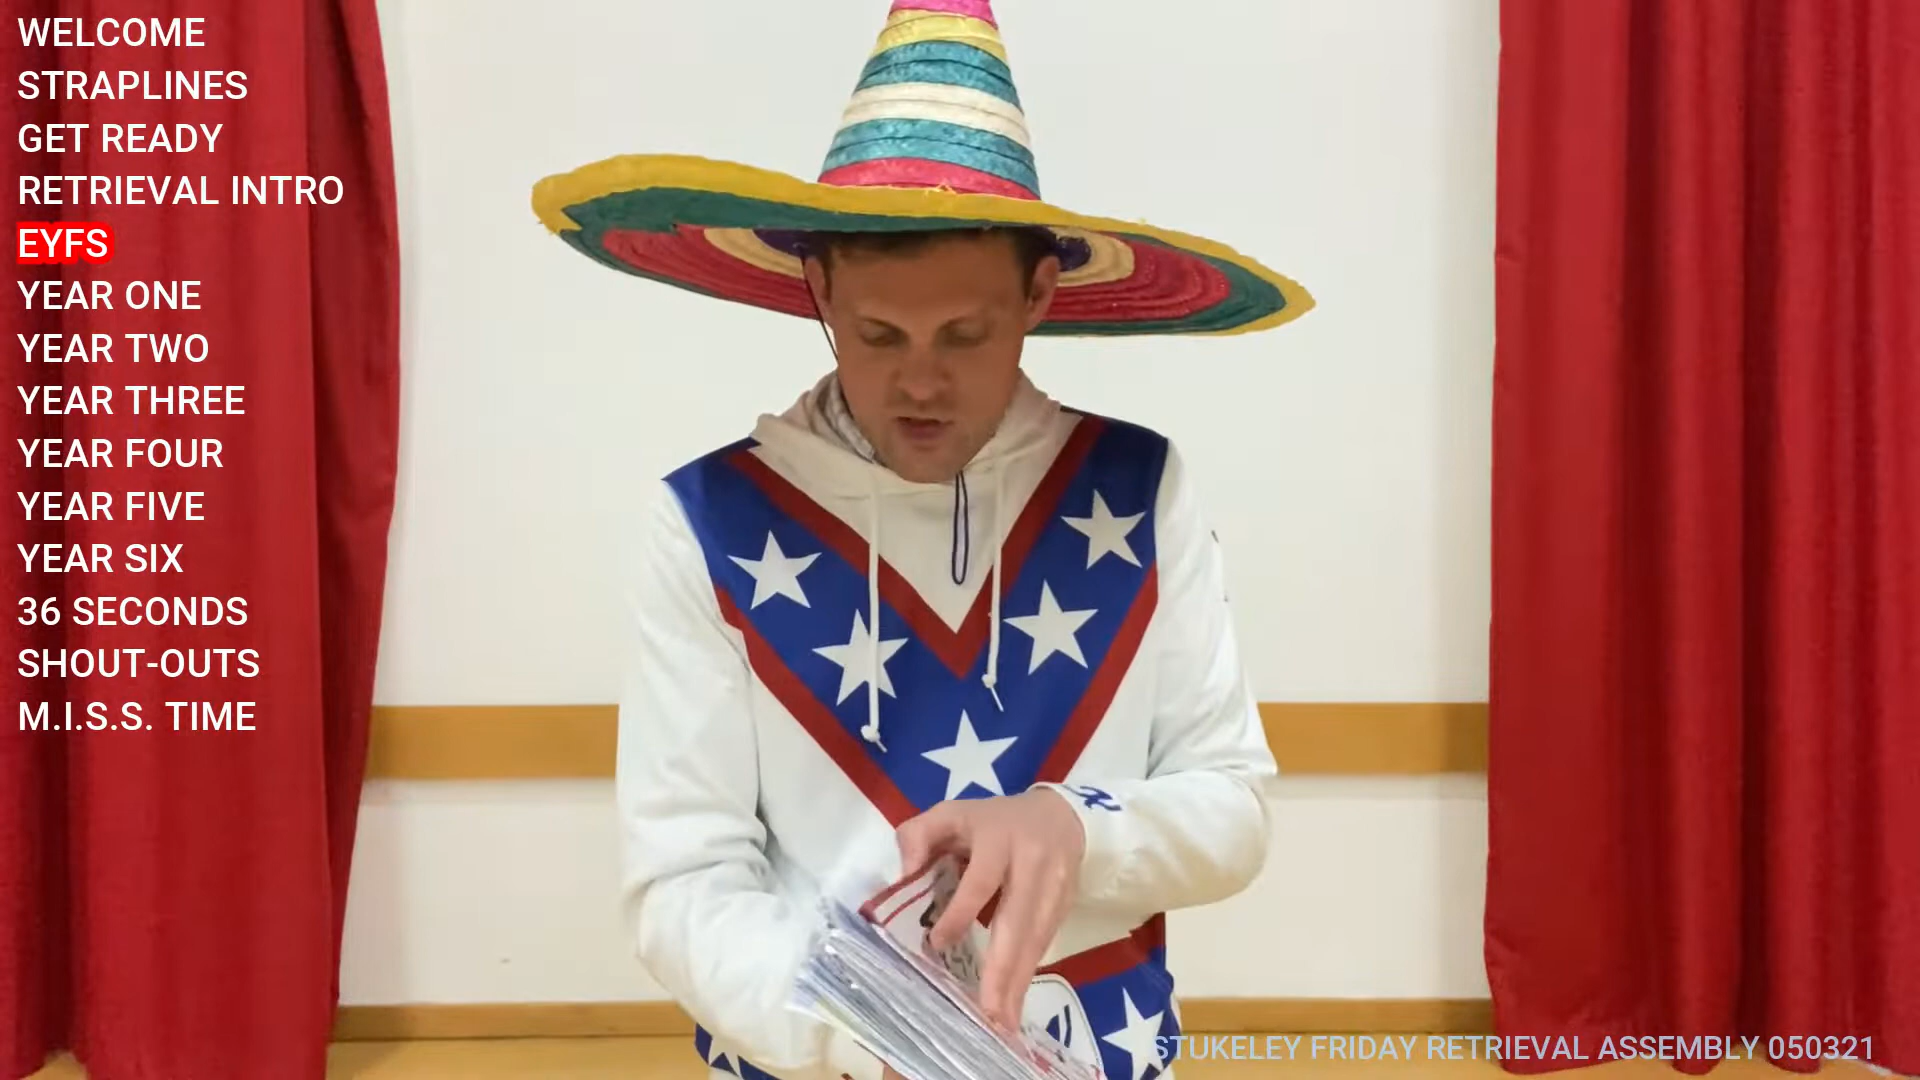 WELCOME
STRAPLINES
GET READY
RETRIEVAL INTRO
EYFS
YEAR ONE
YEAR TWO
YEAR THREE
YEAR FOUR
YEAR FIVE
YEAR SIX
36 SECONDS
SHOUT-OUTS
M.I.S.S. TIME
STUKELEY FRIDAY RETRIEVAL ASSEMBLY 050321